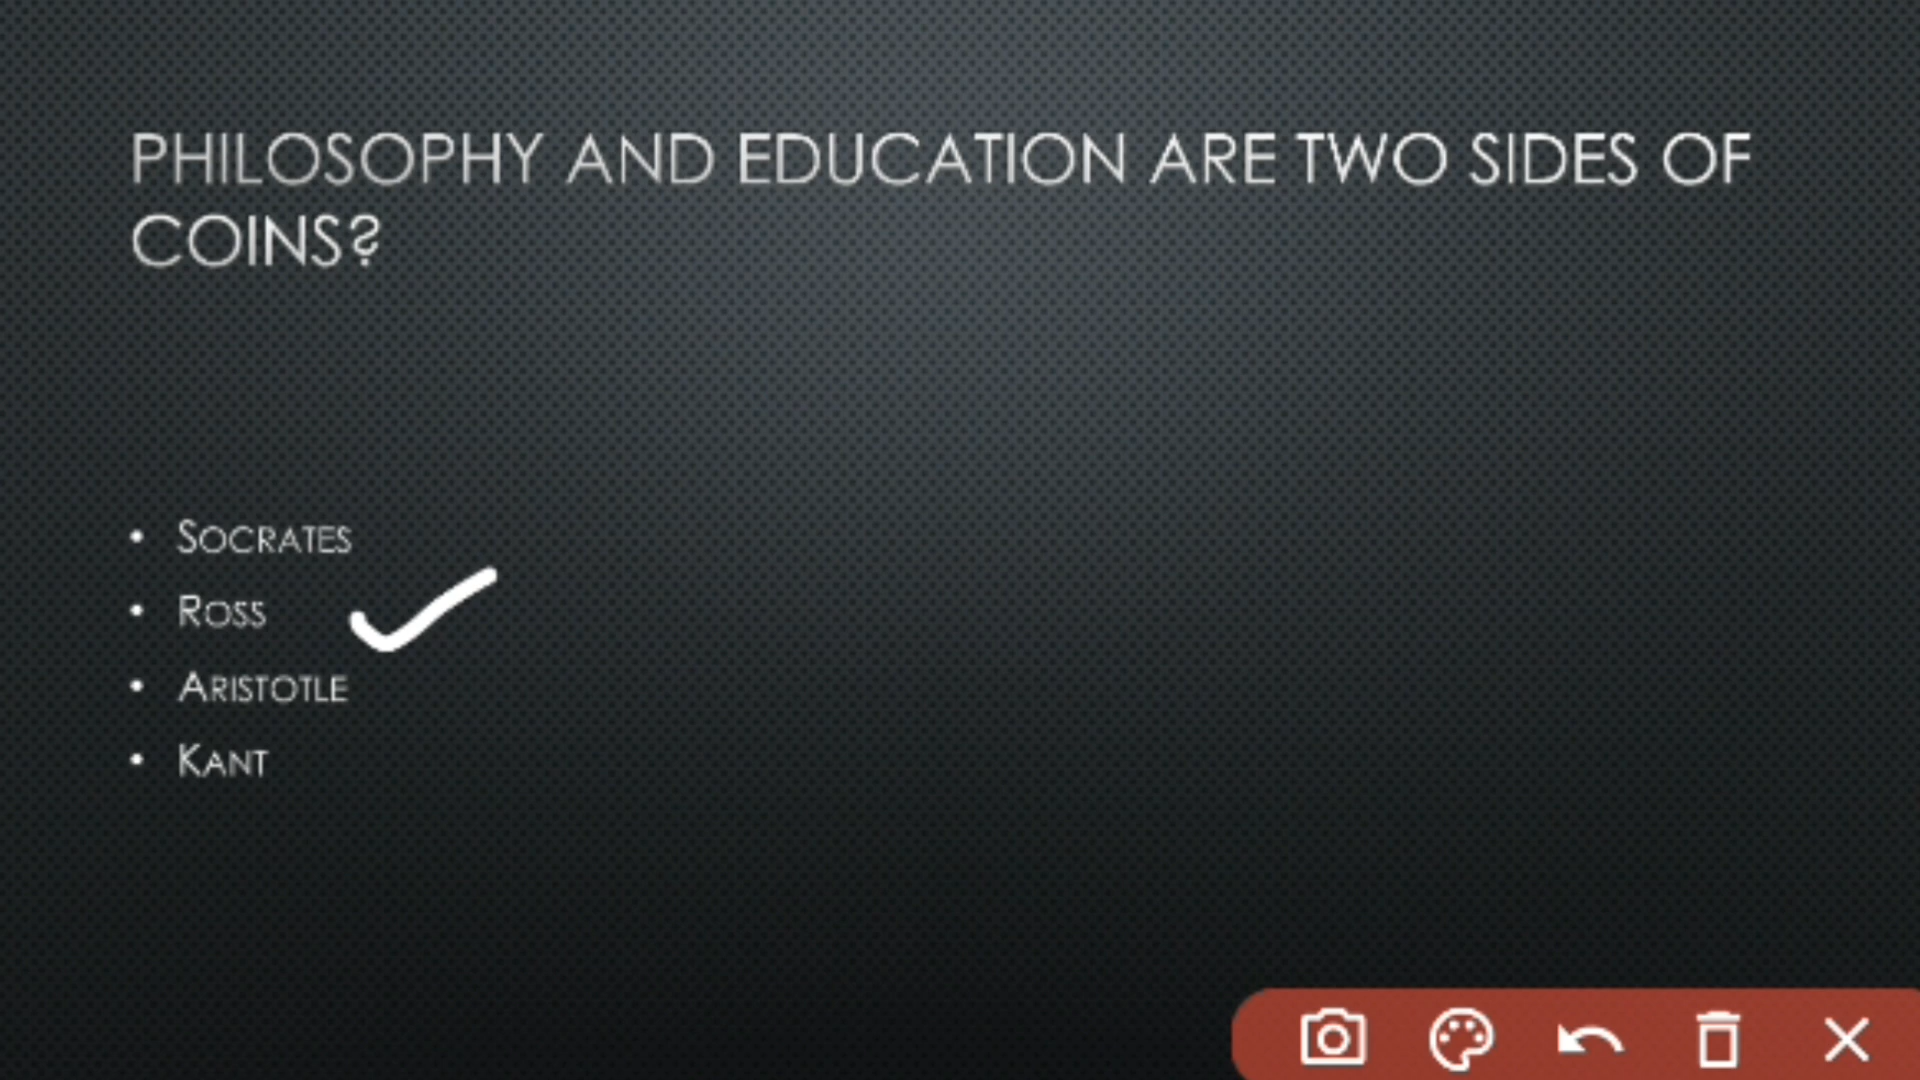 PHILOSOPHY AND EDUCATION ARE TWO SIDES OF
COINS?
• SOCRATES
• ROSS
• ARISTOTLE
• KANT